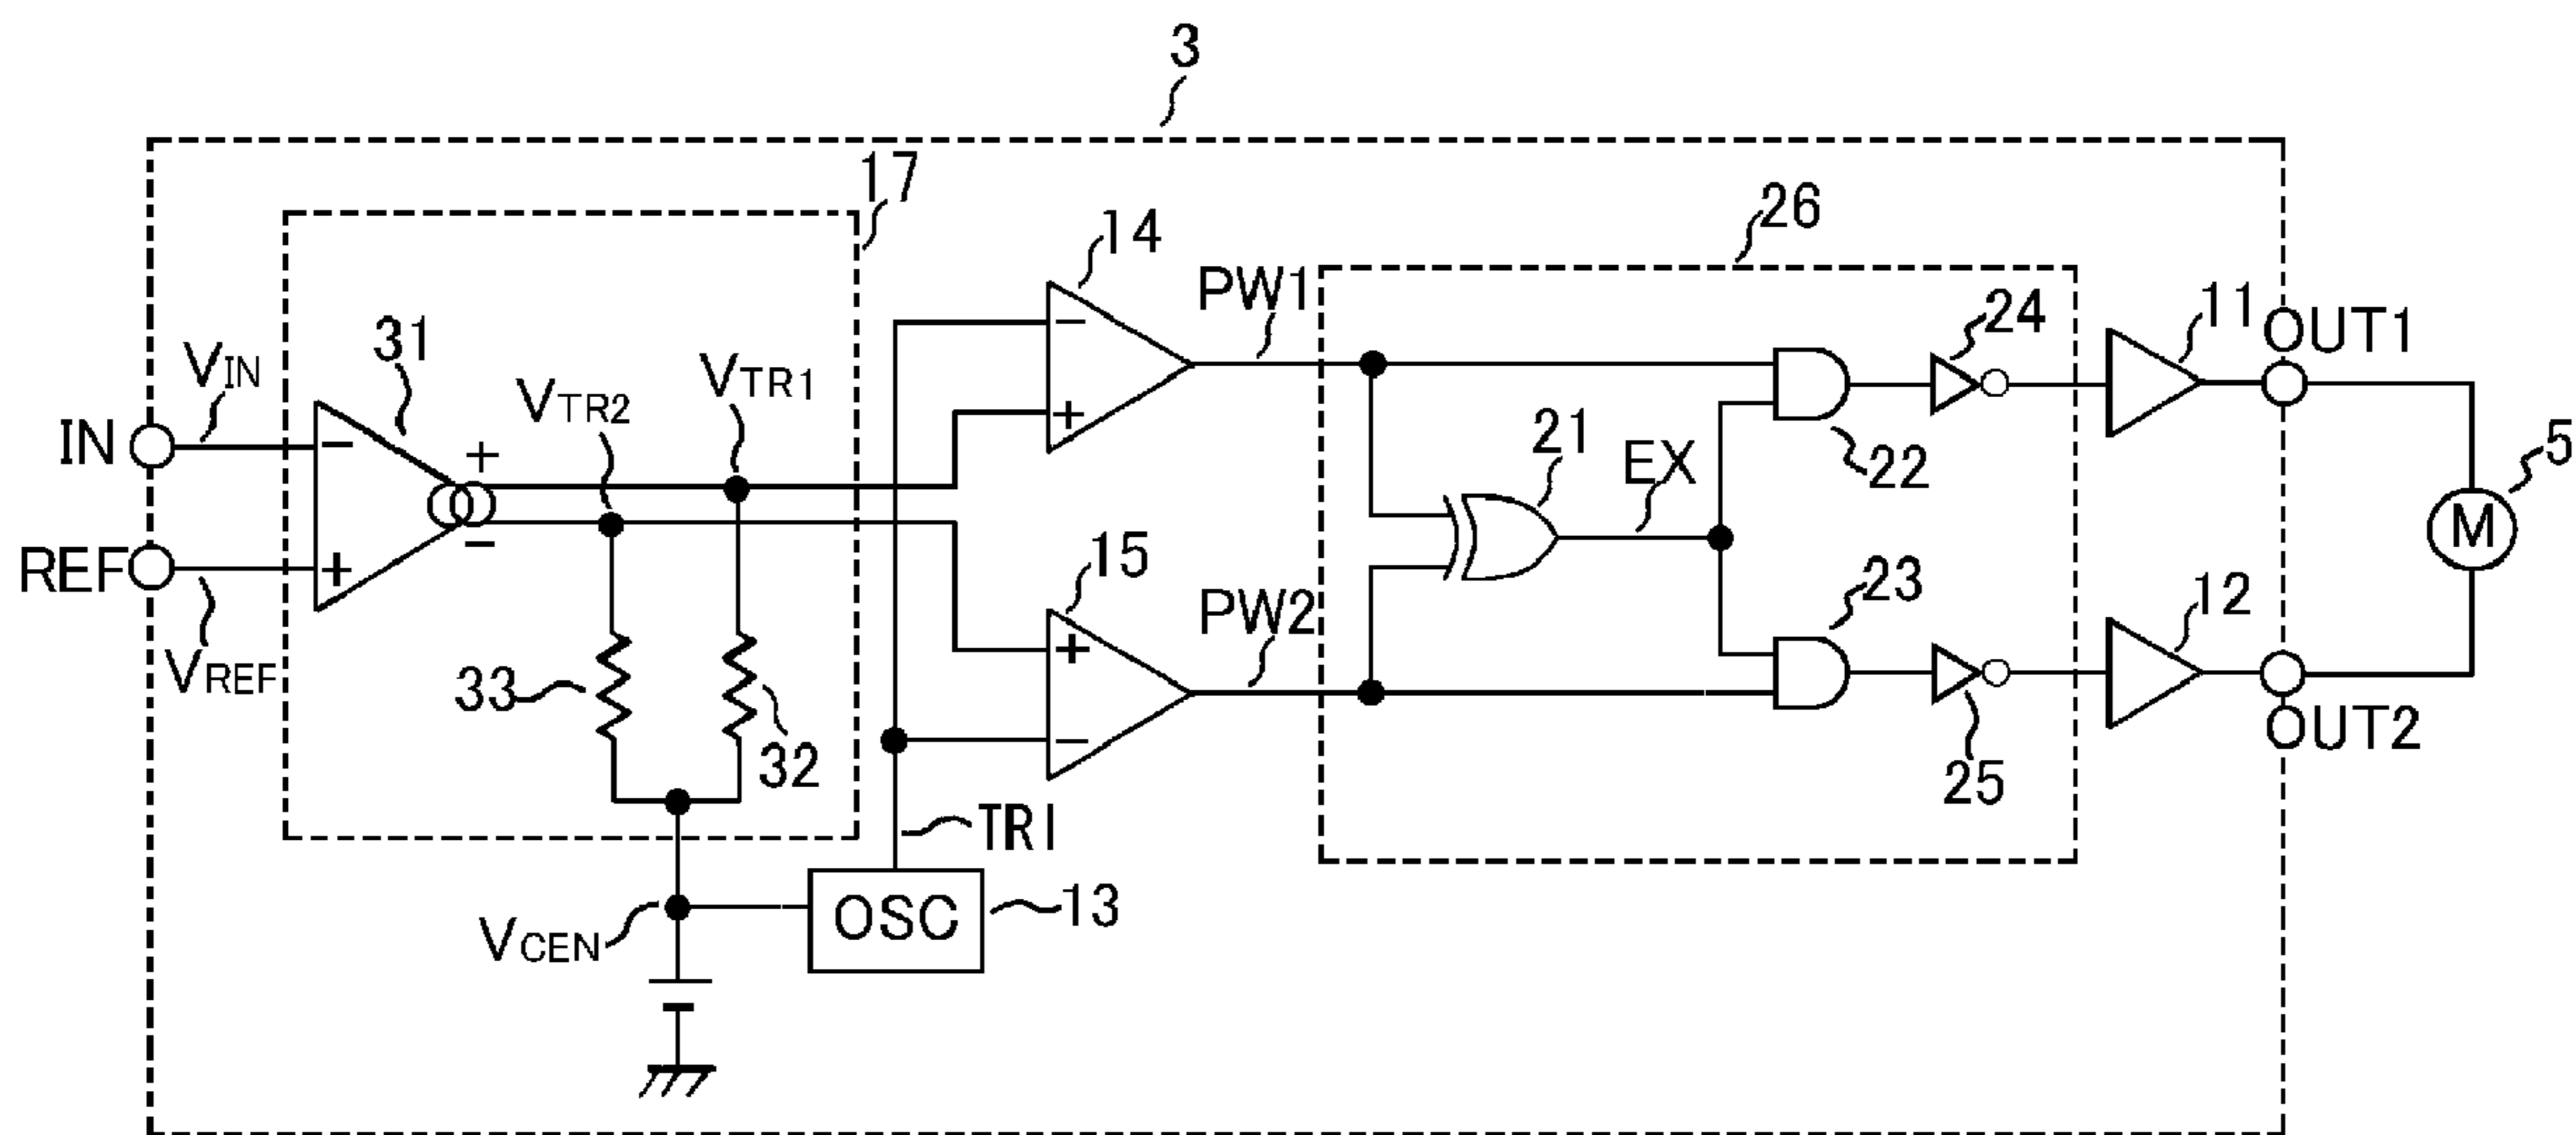 3
17
26
14
PW1
24
11
OUT1
31
VIN
VTR2
VTR1
−
+
IN
−
+
−
+
21
EX
22
5
M
REF
+
−
15
PW2
23
12
VREF
33
32
+
−
25
OUT2
TRI
VCEN
OSC
13